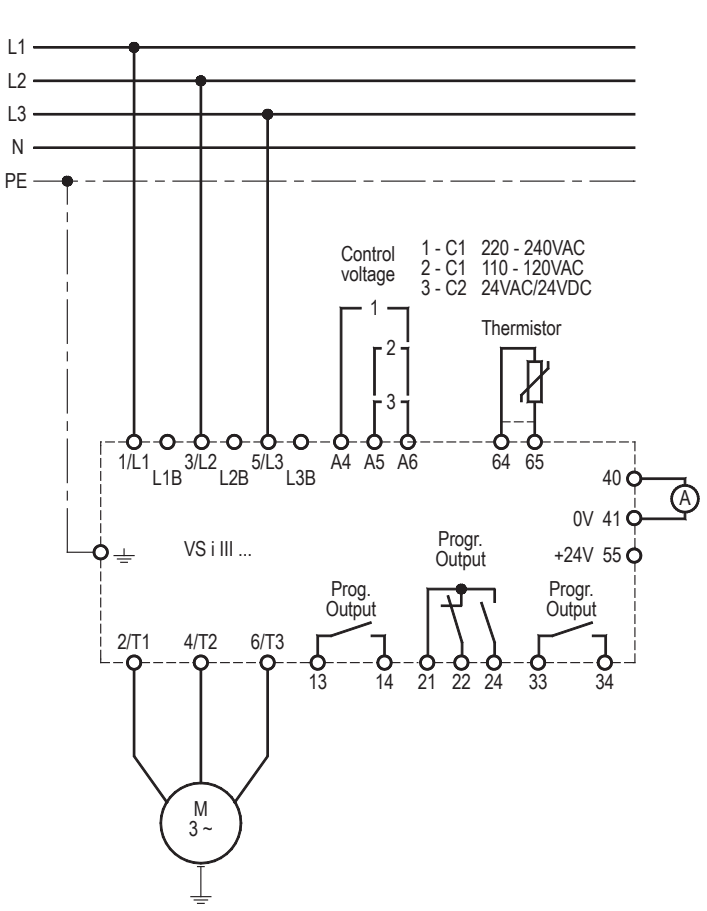 L1
L2
L3
N
PE
Control
voltage
1 - C1 220 - 240VAC
2 - C1 110 - 120VAC
3 - C2 24VAC/24VDC
1
2
3
Thermistor
1/L1
L1B
3/L2
L2B
5/L3
L3B
A4
A5
A6
64
65
40
A
0V 41
+24V 55
VS i III ...
Prog.
Output
Progr.
Output
Progr.
Output
2/T1
4/T2
6/T3
13
14
21
22
24
33
34
M
3 ~